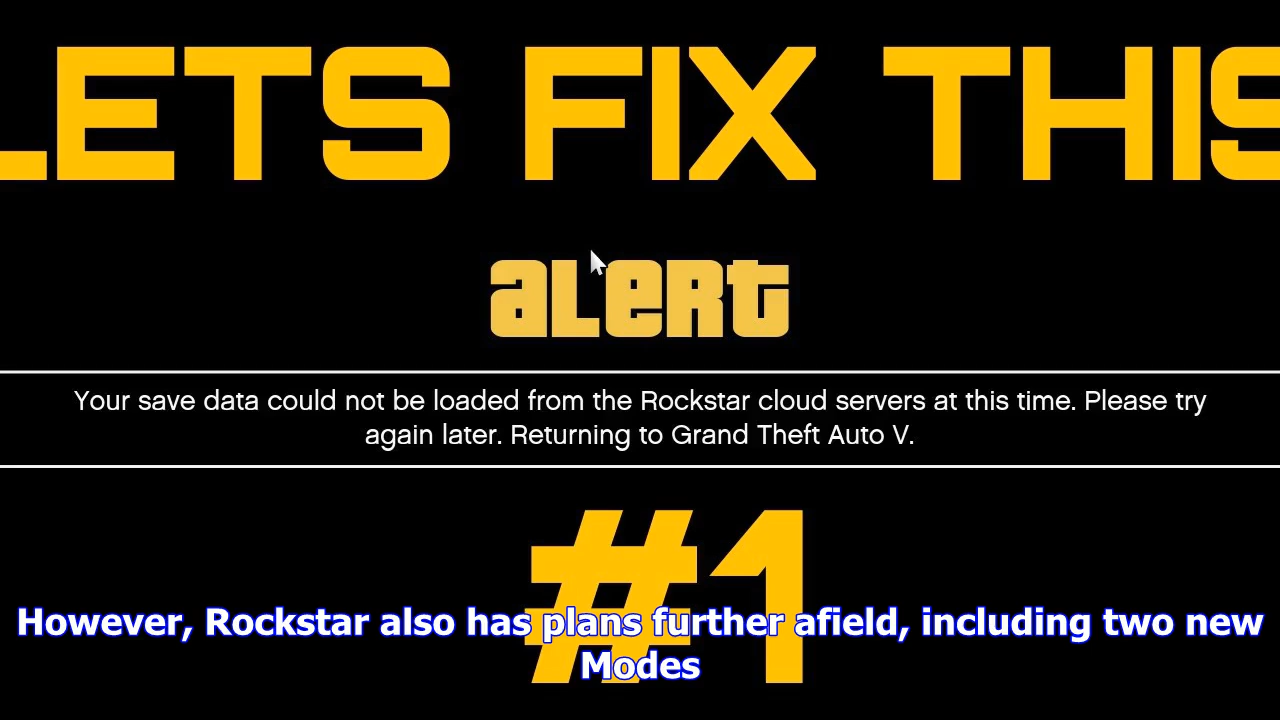 LETS FIX THIS
aLeRt
Your save data could not be loaded from the Rockstar cloud servers at this time. Please try
again later. Returning to Grand Theft Auto V.
#1
However, Rockstar also has plans further afield, including two new
Modes